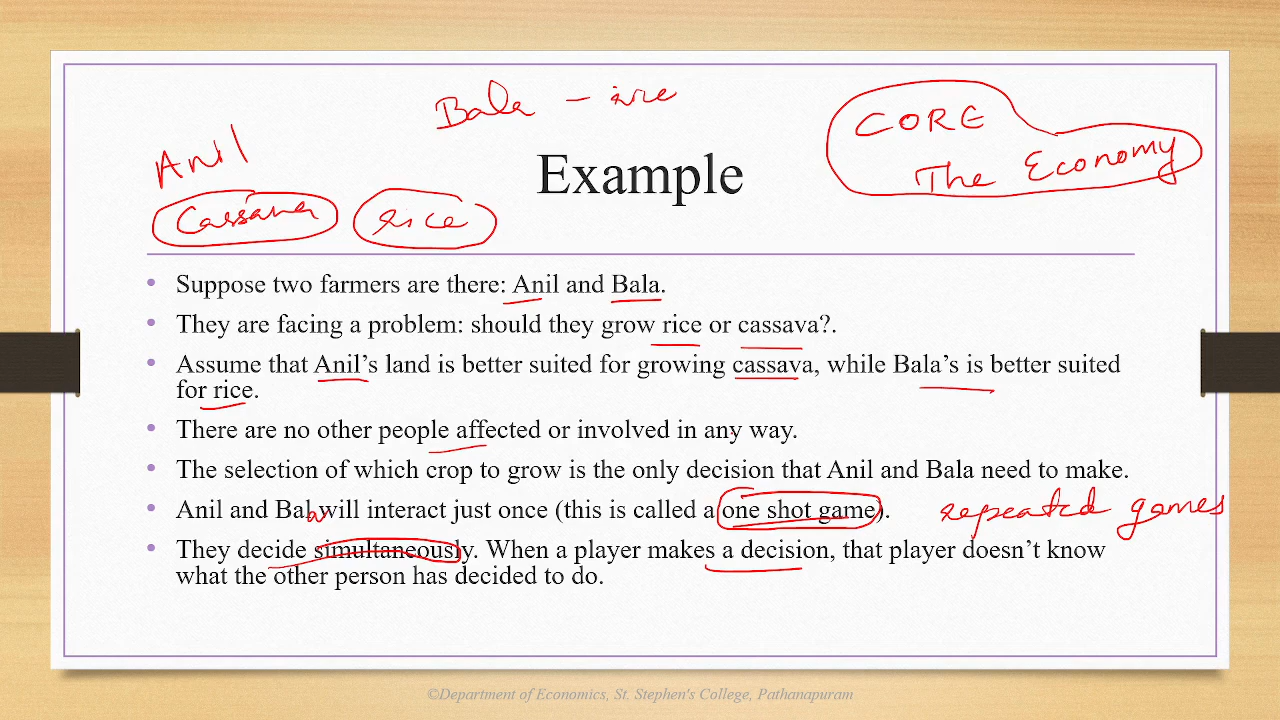 Bala - rice
CORE
The Economy
Anil
Cassava rice
Example
• Suppose two farmers are there: Anil and Bala.
• They are facing a problem: should they grow rice or cassava?.
• Assume that Anil’s land is better suited for growing cassava, while Bala’s is better suited
for rice.
• There are no other people affected or involved in any way.
• The selection of which crop to grow is the only decision that Anil and Bala need to make.
• Anil and Bala will interact just once (this is called a one shot game). repeated games
• They decide simultaneously. When a player makes a decision, that player doesn’t know
what the other person has decided to do.
©Department of Economics, St. Stephen's College, Pathanapuram